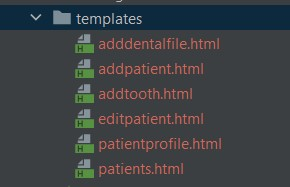 templates
adddentalfile.html
addpatient.html
addtooth.html
editpatient.html
patientprofile.html
patients.html